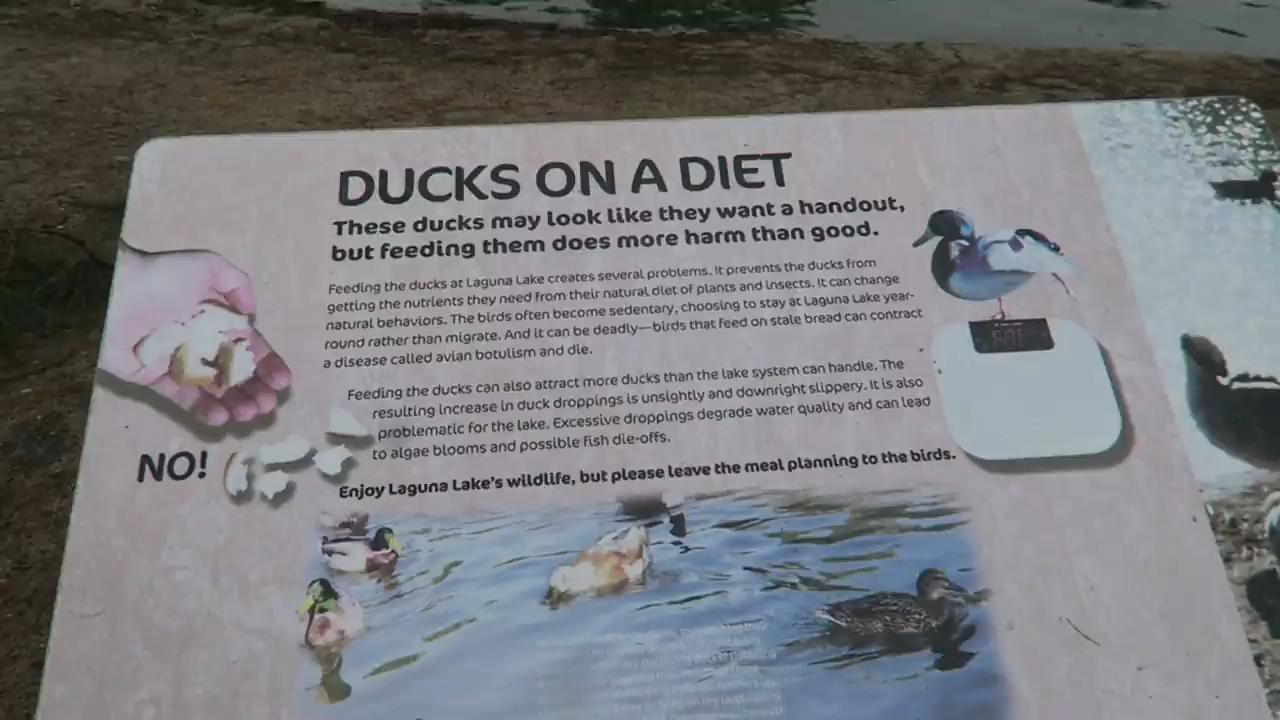 DUCKS ON A DIET
These ducks may look like they want a handout,
but feeding them does more harm than good.
Feeding the ducks at Laguna Lake creates several problems. It prevents the ducks from
getting the nutrients they need from their natural diet of plants and insects. It can change
natural behaviors. The birds often become sedentary, choosing to stay at Laguna Lake year-
round rather than migrate. And it can be deadly—birds that feed on stale bread can contract
a disease called avian botulism and die.
FAT
Feeding the ducks can also attract more ducks than the lake system can handle. The
resulting increase in duck droppings is unsightly and downright slippery. It is also
problematic for the lake. Excessive droppings degrade water quality and can lead
to algae blooms and possible fish die-offs.
NO!
Enjoy Laguna Lake's wildlife, but please leave the meal planning to the birds.